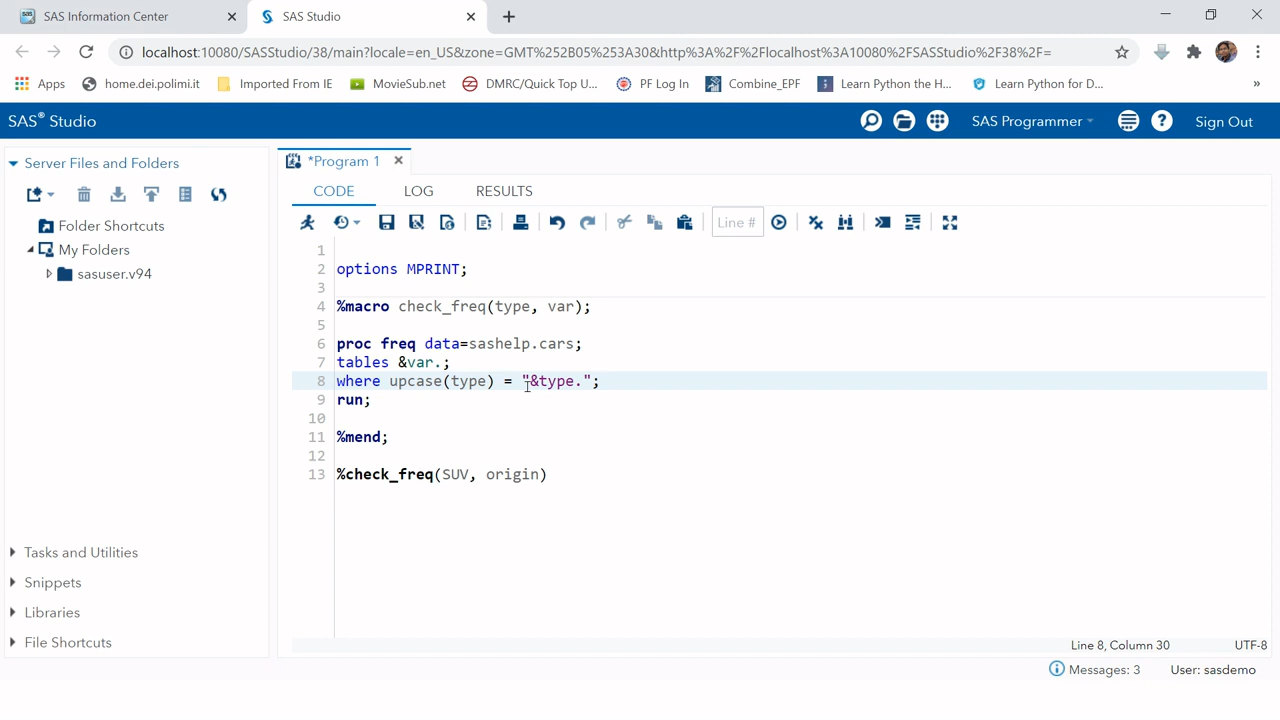 SAS Information Center
SAS Studio
localhost:10080/SASStudio/38/main?locale=en_US&zone=GMT%252B05%253A30&http%3A%2F%2Flocalhost%3A10080%2FSASStudio%2F38%2F=
Apps
home.dei.polimi.it
Imported From IE
MovieSub.net
DMRC/Quick Top U...
PF Log In
Combine_EPF
Learn Python the H...
Learn Python for D...
»
SAS® Studio
SAS Programmer
Sign Out
Server Files and Folders
Folder Shortcuts
My Folders
sasuser.v94
Tasks and Utilities
Snippets
Libraries
File Shortcuts
*Program 1
CODE LOG RESULTS
Line #
1
2 options MPRINT;
3
4 %macro check_freq(type, var);
5
6 proc freq data=sashelp.cars;
7 tables &var.;
8 where upcase(type) = "&type.";
9 run;
10
11 %mend;
12
13 %check_freq(SUV, origin)
Line 8, Column 30
UTF-8
Messages: 3
User: sasdemo